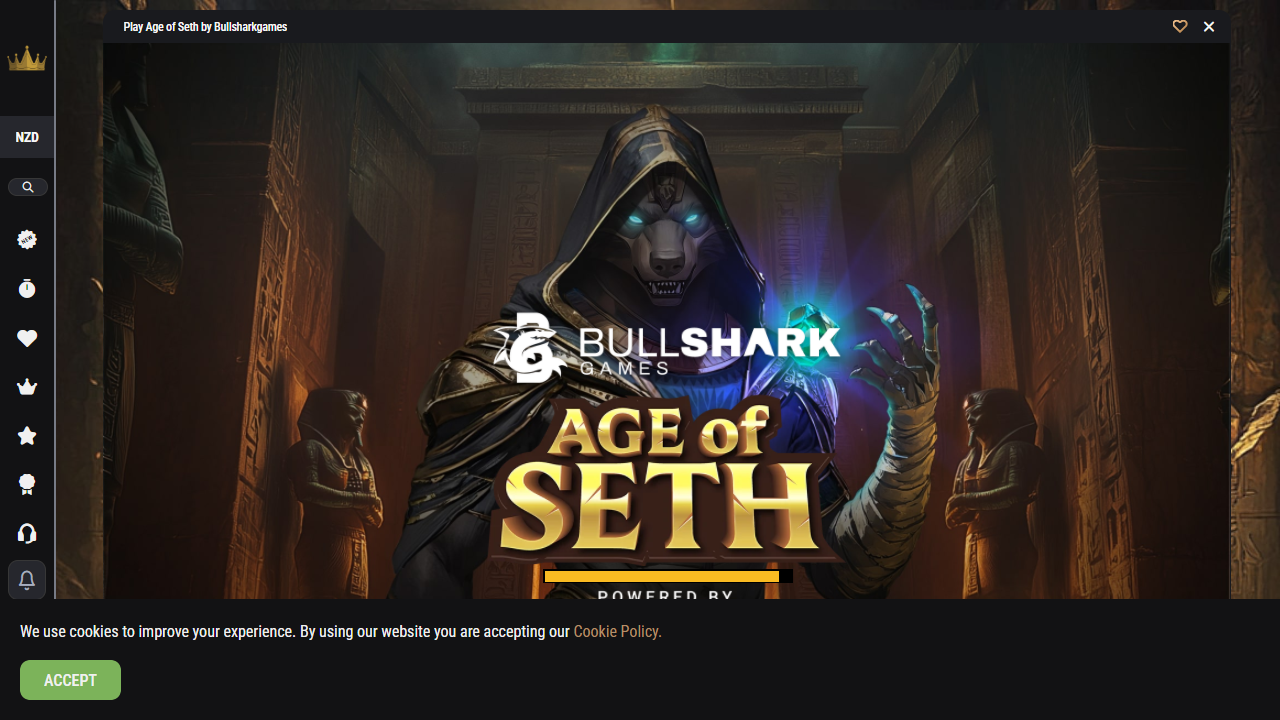 Play Age of Seth by Bullsharkgames
NZD
NEW
BULLSHARK
GAMES
AGE of
SETH
POWERED BY
We use cookies to improve your experience. By using our website you are accepting our Cookie Policy.
ACCEPT